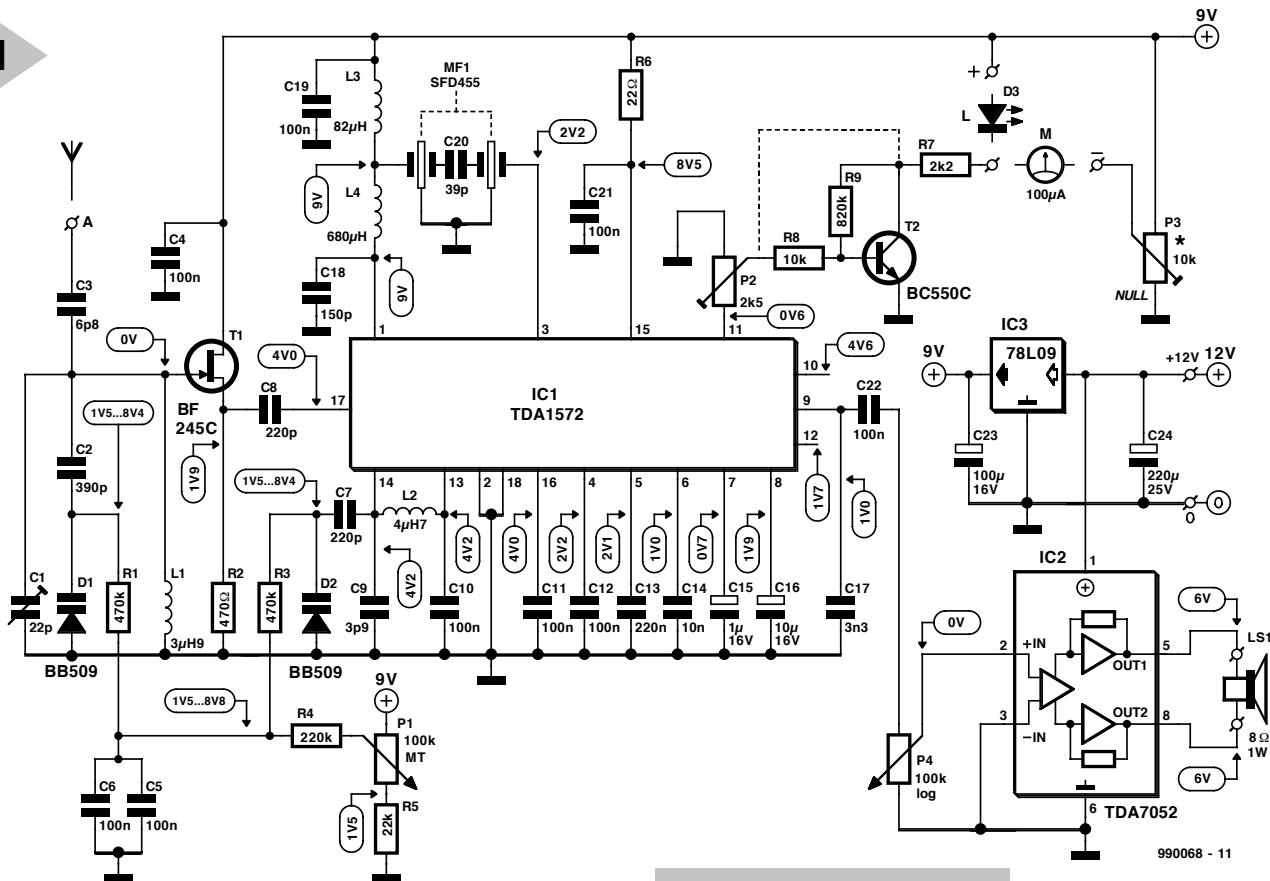 9V
MF1
SFD455
C19
100n
L3
82µH
C20
39p
2V2
R6
22Ω
8V5
C21
100n
+
D3
L
M
100µA
–
R7
2k2
R9
820k
T2
BC550C
R8
10k
P2
2k5
0V6
P3
*
10k
NULL
A
C4
100n
9V
L4
680µH
C18
150p
9V
C3
6p8
0V
T1
BF
245C
1V5...8V4
1V9
C8
220p
4V0
1
3
15
11
17
IC1
TDA1572
10
9
12
4V6
C22
100n
1V7
1V0
IC3
9V
78L09
+12V
12V
C23
100µ
16V
C24
220µ
25V
0
0
C2
390p
1V5...8V4
C7
220p
14
L2
4µH7
13
2
18
16
4
5
6
7
8
4V2
4V2
4V0
2V2
2V1
1V0
0V7
1V9
C1
22p
D1
BB509
R1
470k
L1
3µH9
R2
470Ω
R3
470k
D2
BB509
C9
3p9
C10
100n
C11
100n
C12
100n
C13
220n
C14
10n
C15
1µ
16V
C16
10µ
16V
C17
3n3
1V5...8V8
R4
220k
9V
P1
100k
MT
1V5
R5
22k
C6
100n
C5
100n
0V
P4
100k
log
IC2
1
+
2
+IN
3
–IN
OUT1
5
OUT2
8
6
TDA7052
6V
LS1
8Ω
1W
6V
990068 - 11